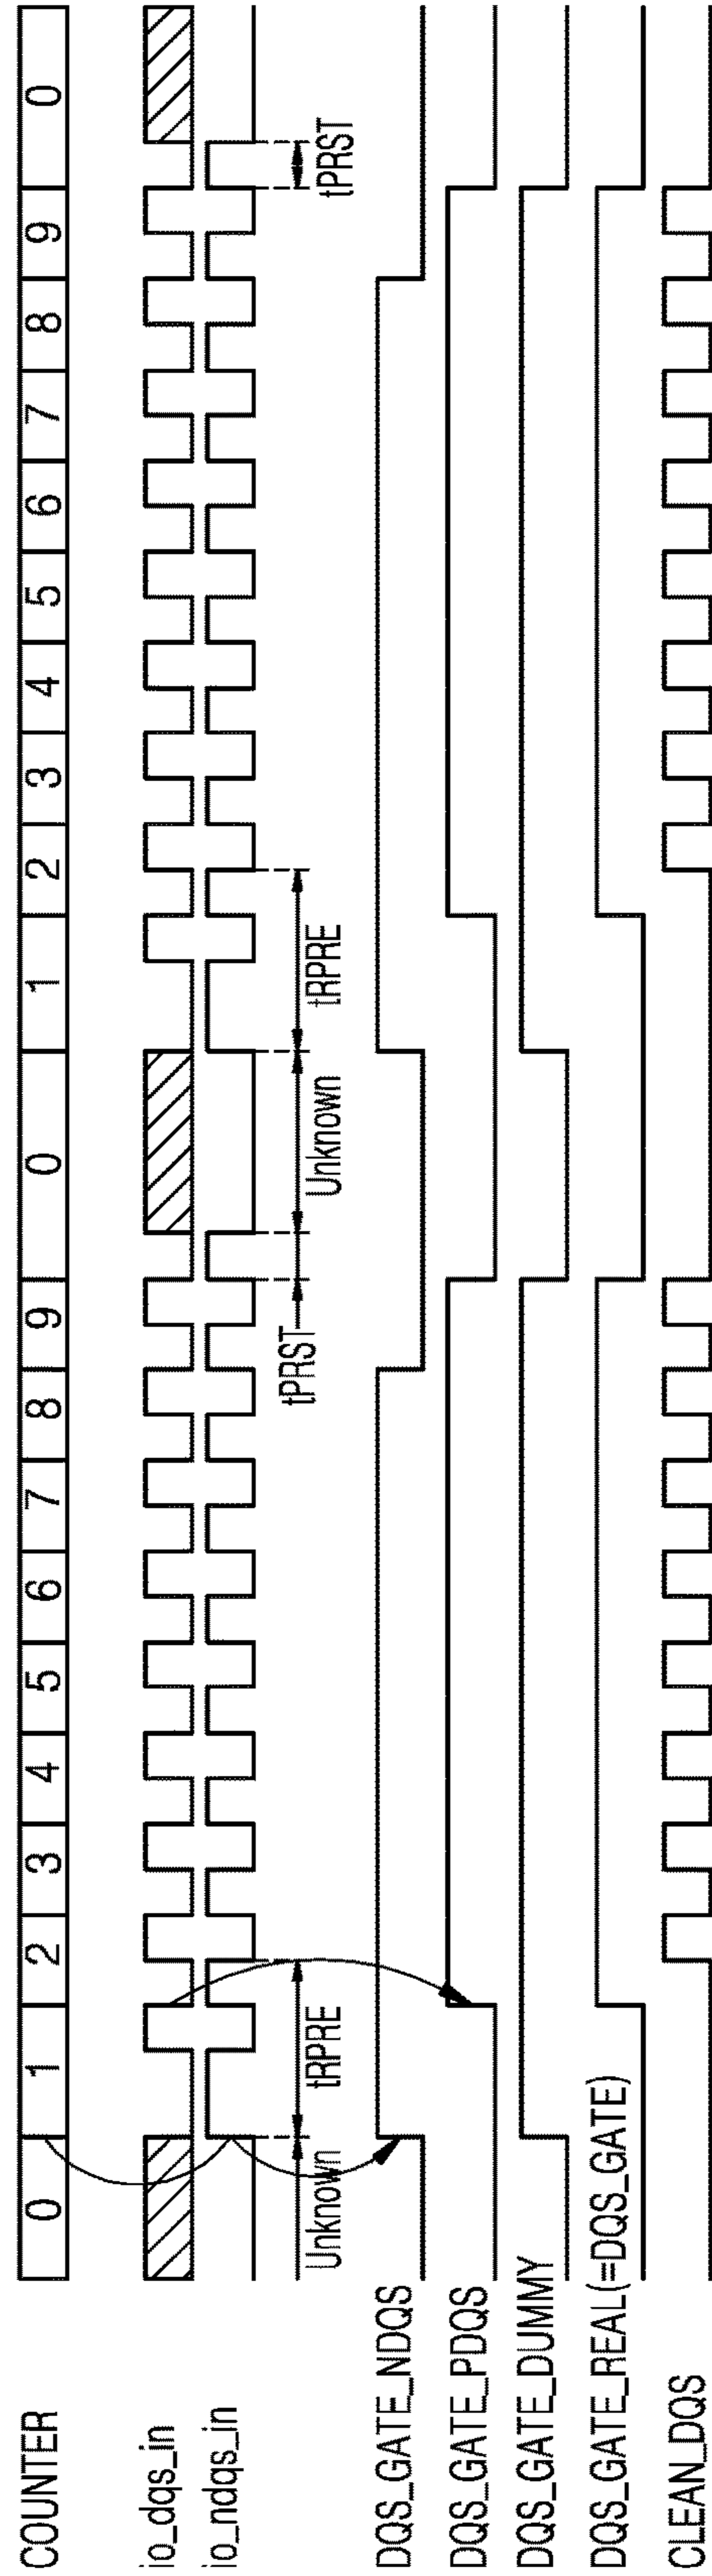 COUNTER 0 1 2 3 4 5 6 7 8 9 0 1 2 3 4 5 6 7 8 9 0
io_dqs_in
io_ndqs_in
Unknown tRPRE tPRST Unknown tRPRE tPRST
DQS_GATE_NDQS
DQS_GATE_PDQS
DQS_GATE_DUMMY
DQS_GATE_REAL(=DQS_GATE)
CLEAN_DQS